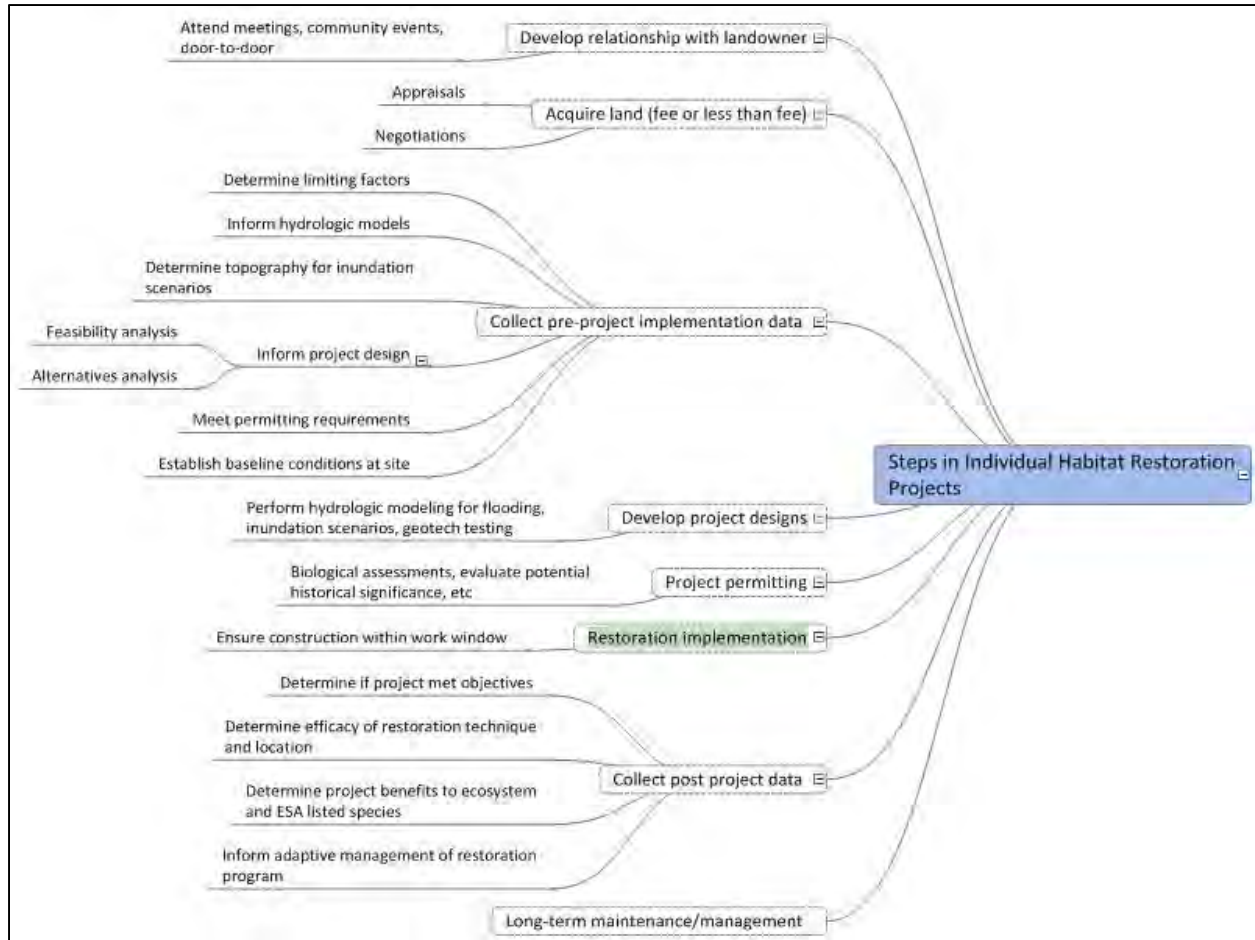 Attend meetings, community events,
door-to-door
Develop relationship with landowner
Appraisals
Acquire land (fee or less than fee)
Negotiations
Determine limiting factors
Inform hydrologic models
Determine topography for inundation
scenarios
Collect pre-project implementation data
Feasibility analysis
Inform project design
Alternatives analysis
Meet permitting requirements
Establish baseline conditions at site
Steps in Individual Habitat Restoration
Projects
Perform hydrologic modeling for flooding,
inundation scenarios, geotech testing
Develop project designs
Biological assessments, evaluate potential
historical significance, etc
Project permitting
Ensure construction within work window
Restoration implementation
Determine if project met objectives
Determine efficacy of restoration technique
and location
Collect post project data
Determine project benefits to ecosystem
and ESA listed species
Inform adaptive management of restoration
program
Long-term maintenance/management